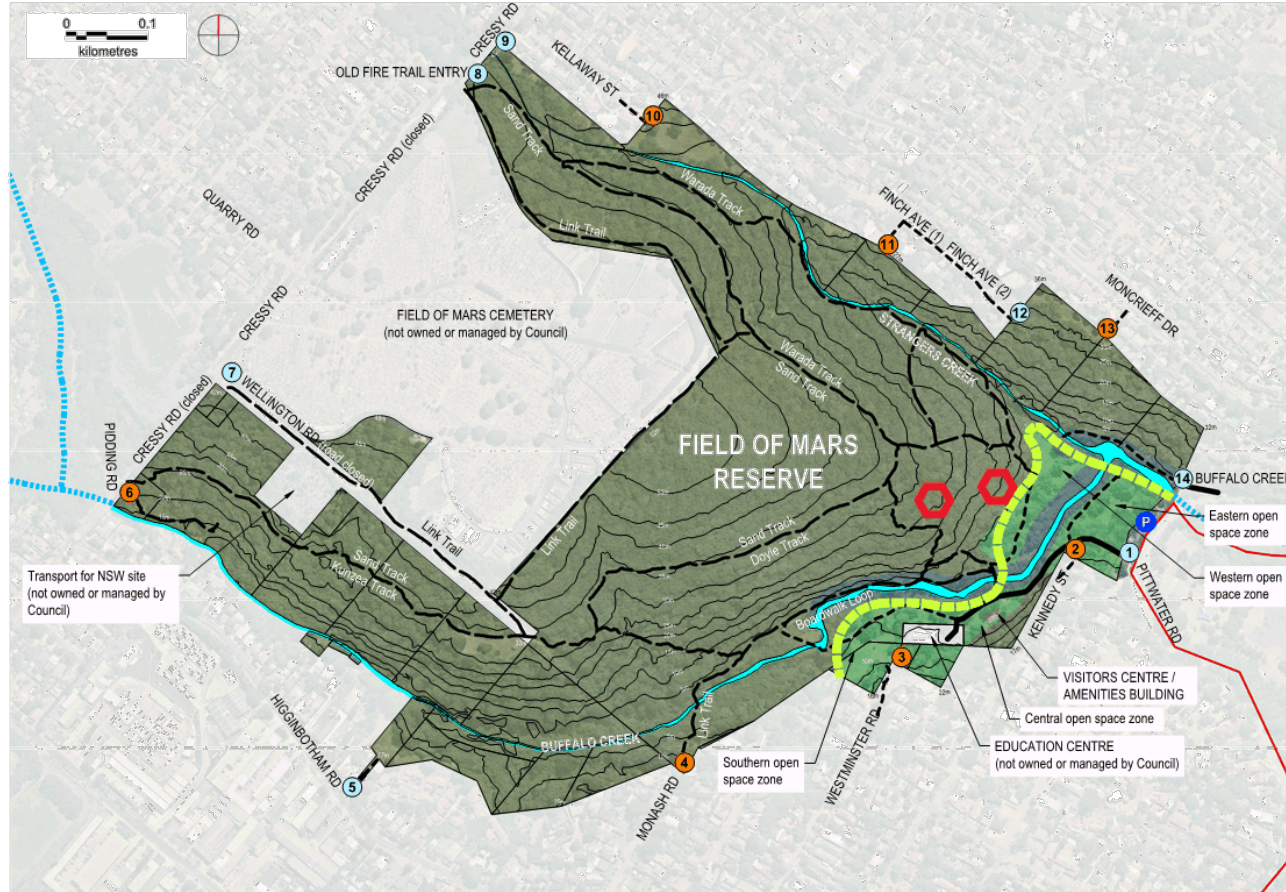 0 0.1
kilometres
CRESSY RD
9
KELLAWAY ST
OLD FIRE TRAIL ENTRY
8
46m
10
Sand Track
CRESSY RD (closed)
QUARRY RD
Warada Track
FINCH AVE (1)
FINCH AVE (2)
11
Link Trail
36m
MONCRIEFF DR
12
13
CRESSY RD
FIELD OF MARS CEMETERY
(not owned or managed by Council)
STRANGERS CREEK
Warada Track
Sand Track
CRESSY RD (closed)
7
WELLINGTON RD (road closed)
PIDDING RD
6
FIELD OF MARS
RESERVE
22m
14
BUFFALO CREEK
Eastern open
space zone
P
Link Trail
Link Trail
Sand Track
Doyle Track
2
1
Western open
space zone
Sand Track
Kunzea Track
Transport for NSW site
(not owned or managed by
Council)
KENNEDY ST
PITTWATER RD
Boardwalk Loop
3
17m
12m
VISITORS CENTRE /
AMENITIES BUILDING
Central open space zone
HIGGINBOTHAM RD
5
BUFFALO CREEK
Link Trail
MONASH RD
4
Southern open
space zone
WESTMINSTER RD
EDUCATION CENTRE
(not owned or managed by Council)